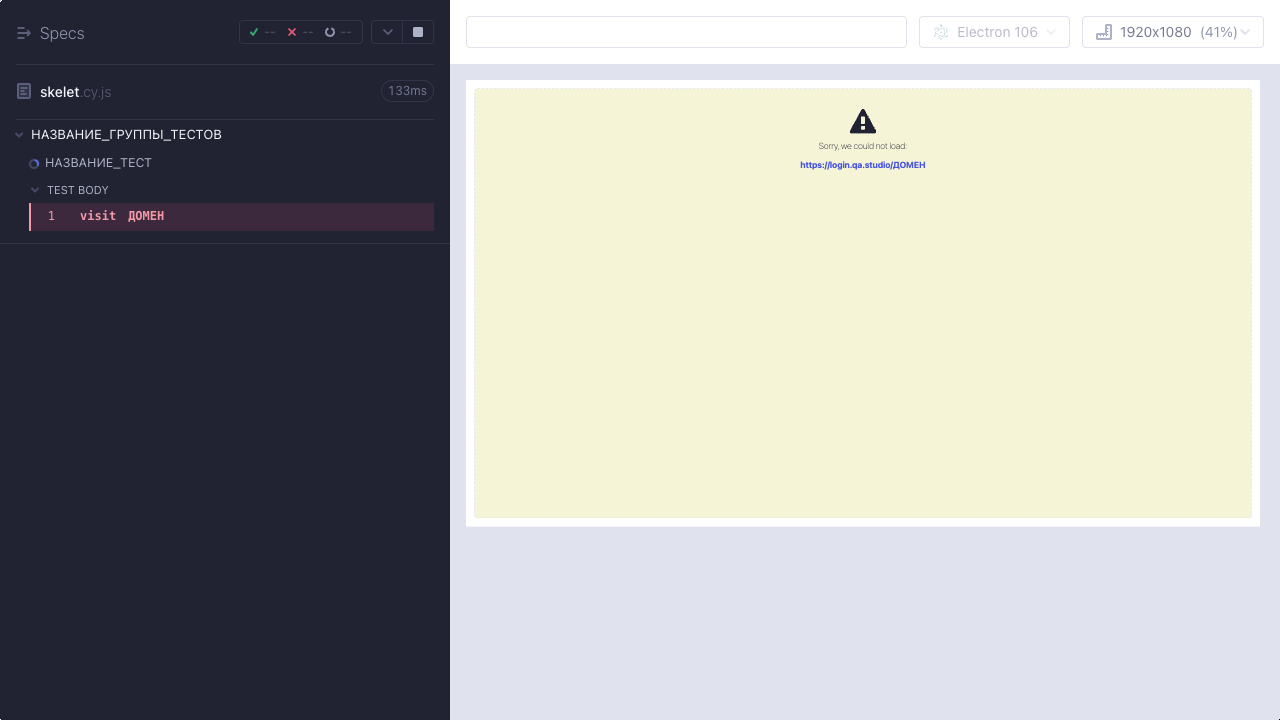 Specs
-- -- --
skelet.cy.js
133ms
НАЗВАНИЕ_ГРУППЫ_ТЕСТОВ
НАЗВАНИЕ_ТЕСТ
TEST BODY
1 visit ДОМЕН
Electron 106
1920x1080 (41%)
Sorry, we could not load:
https://login.qa.studio/ДОМЕН